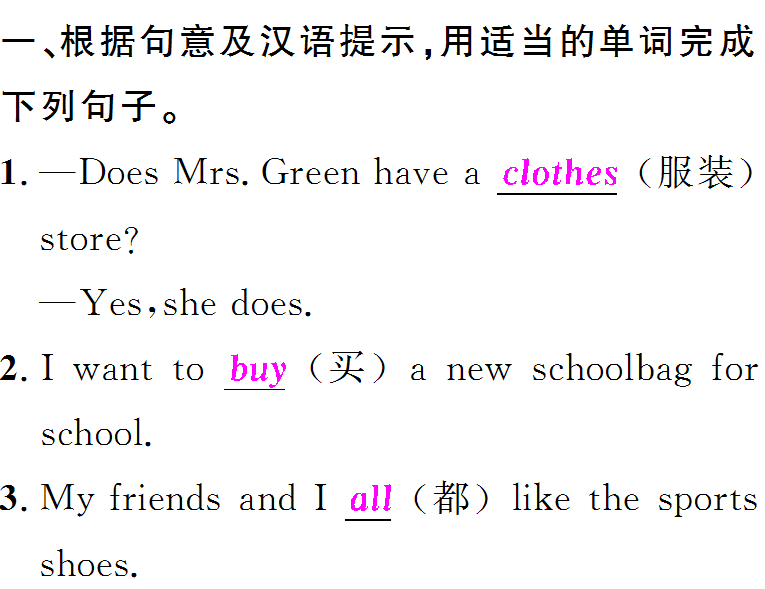 一、根据句意及汉语提示,用适当的单词完成
下列句子。
1. —Does Mrs. Green have a clothes（服装）
store?
—Yes,she does.
2. I want to buy（买）a new schoolbag for
school.
3. My friends and I all（都）like the sports
shoes.